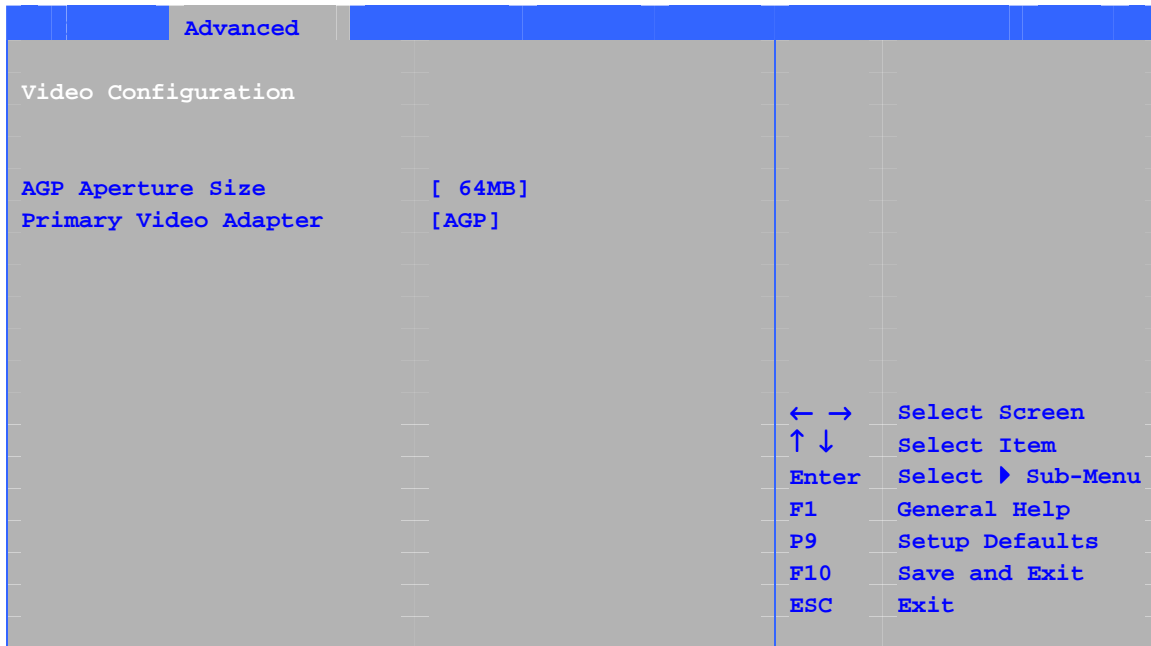 Advanced
Video Configuration
AGP Aperture Size [ 64MB]
Primary Video Adapter [AGP]
← → Select Screen
↑ ↓ Select Item
Enter Select ▶ Sub-Menu
F1 General Help
P9 Setup Defaults
F10 Save and Exit
ESC Exit